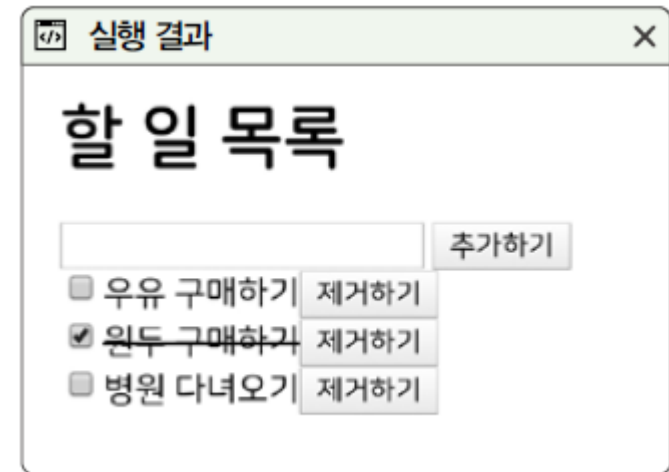 실행 결과
할 일 목록
추가하기
우유 구매하기 제거하기
원두 구매하기 제거하기
병원 다녀오기 제거하기